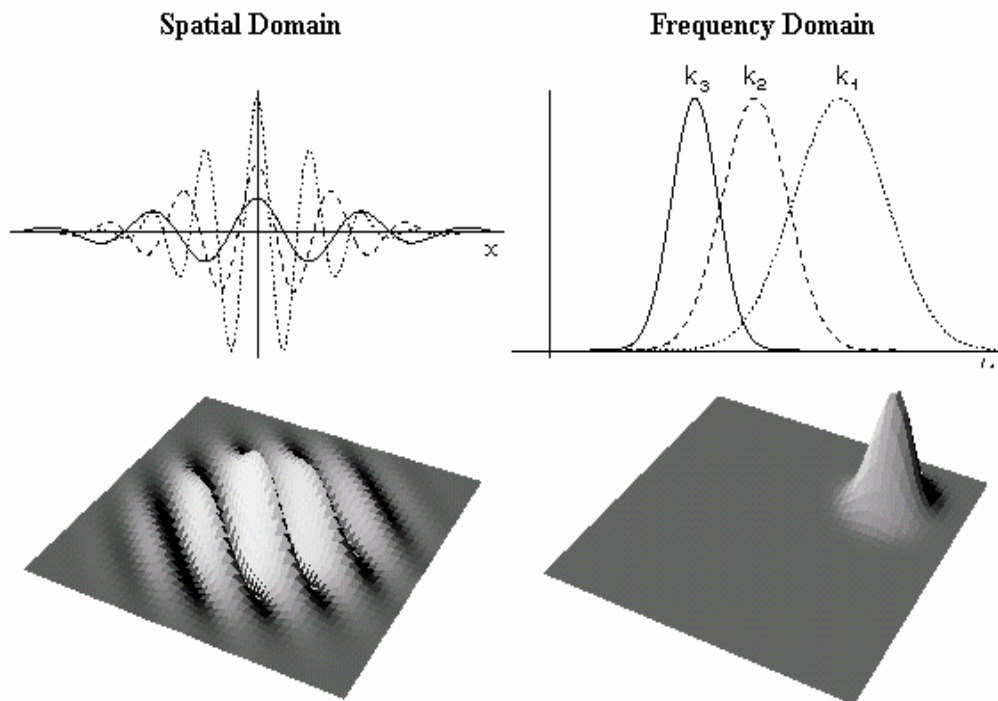 Spatial Domain
Frequency Domain
k₃ k₂ k₁
x